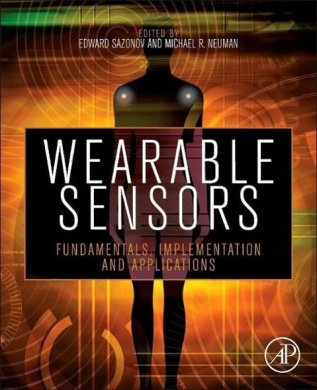 EDITED BY
EDWARD SAZONOV AND MICHAEL R. NEUMAN
WEARABLE
SENSORS
FUNDAMENTALS, IMPLEMENTATION
AND APPLICATIONS
AP